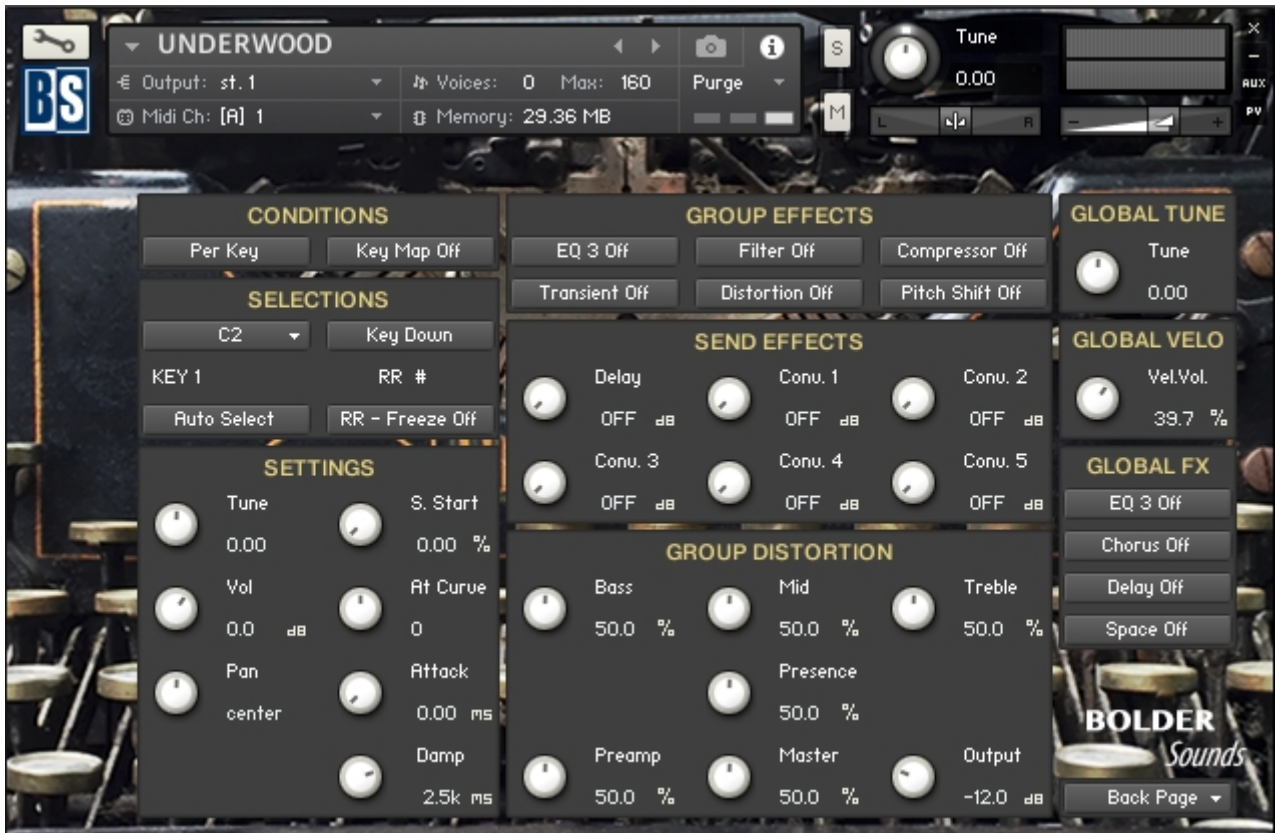 UNDERWOOD
i
S
Tune
0.00
X
–
AUX
PV
BS
Output: st. 1
Voices: 0 Max: 160
Purge
Midi Ch: [A] 1
Memory: 29.36 MB
M
L R
- +
CONDITIONS
Per Key
Key Map Off
SELECTIONS
C2
Key Down
KEY 1
RR #
Auto Select
RR - Freeze Off
SETTINGS
Tune
0.00
S. Start
0.00 %
Vol
0.0 dB
At Curve
0
Pan
center
Attack
0.00 ms
Damp
2.5k ms
GROUP EFFECTS
EQ 3 Off
Filter Off
Compressor Off
Transient Off
Distortion Off
Pitch Shift Off
SEND EFFECTS
Delay
OFF dB
Conv. 1
OFF dB
Conv. 2
OFF dB
Conv. 3
OFF dB
Conv. 4
OFF dB
Conv. 5
OFF dB
GROUP DISTORTION
Bass
50.0 %
Mid
50.0 %
Treble
50.0 %
Presence
50.0 %
Preamp
50.0 %
Master
50.0 %
Output
-12.0 dB
GLOBAL TUNE
Tune
0.00
GLOBAL VELO
Vel.Vol.
39.7 %
GLOBAL FX
EQ 3 Off
Chorus Off
Delay Off
Space Off
BOLDER
Sounds
Back Page